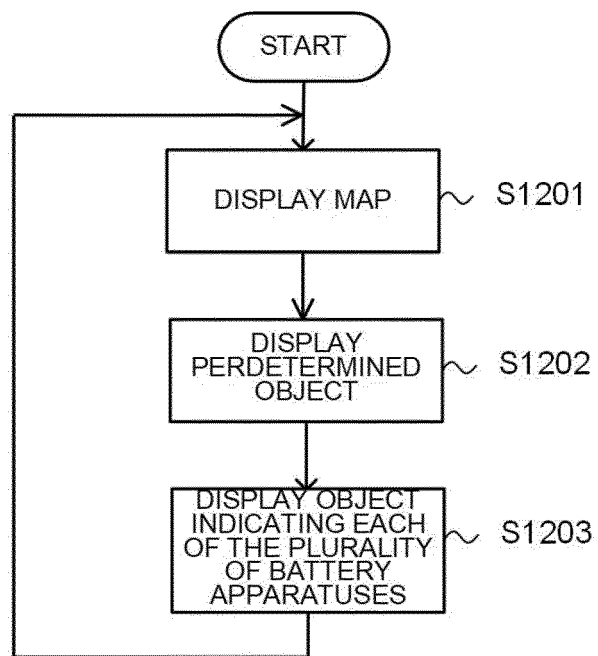 START
DISPLAY MAP
S1201
DISPLAY
PERDETERMINED
OBJECT
S1202
DISPLAY OBJECT
INDICATING EACH
OF THE PLURALITY
OF BATTERY
APPARATUSES
S1203